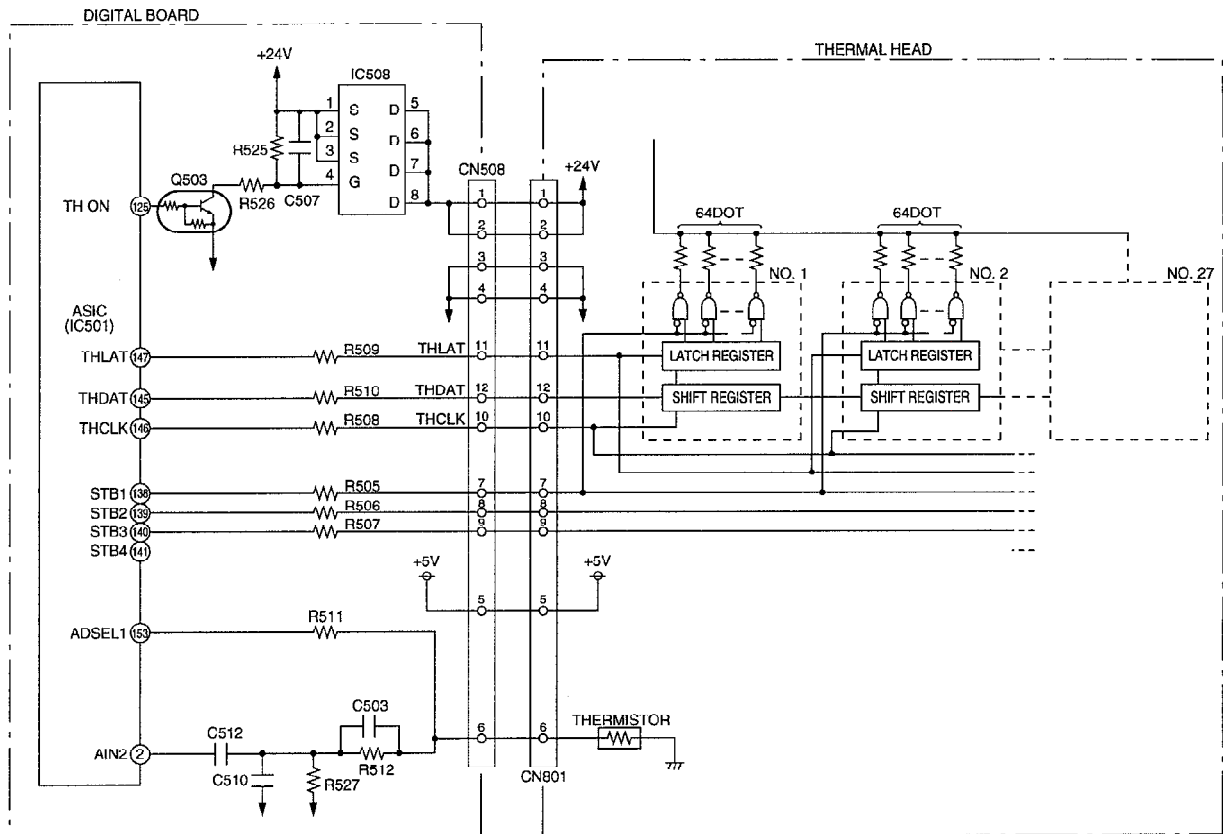 DIGITAL BOARD
THERMAL HEAD
+24V
IC508
1 S D 5
2 S D 6
3 S D 7
4 G D 8
R525
C507
R526
Q503
CN508
+24V
TH ON
1 1
2 2
3 3
4 4
64DOT 64DOT
NO. 1 NO. 2 NO. 27
ASIC
(IC501)
THLAT 147 R509 THLAT 11 11
LATCH REGISTER LATCH REGISTER
THDAT 145 R510 THDAT 12 12
SHIFT REGISTER SHIFT REGISTER
THCLK 146 R508 THCLK 10 10
STB1 138 R505 7 7
STB2 139 R506 8 8
STB3 140 R507 9 9
STB4 141
+5V +5V
5 5
ADSEL1 153 R511
C503
6 6
THERMISTOR
AIN2 2 C512
R512
C510
R527
CN801